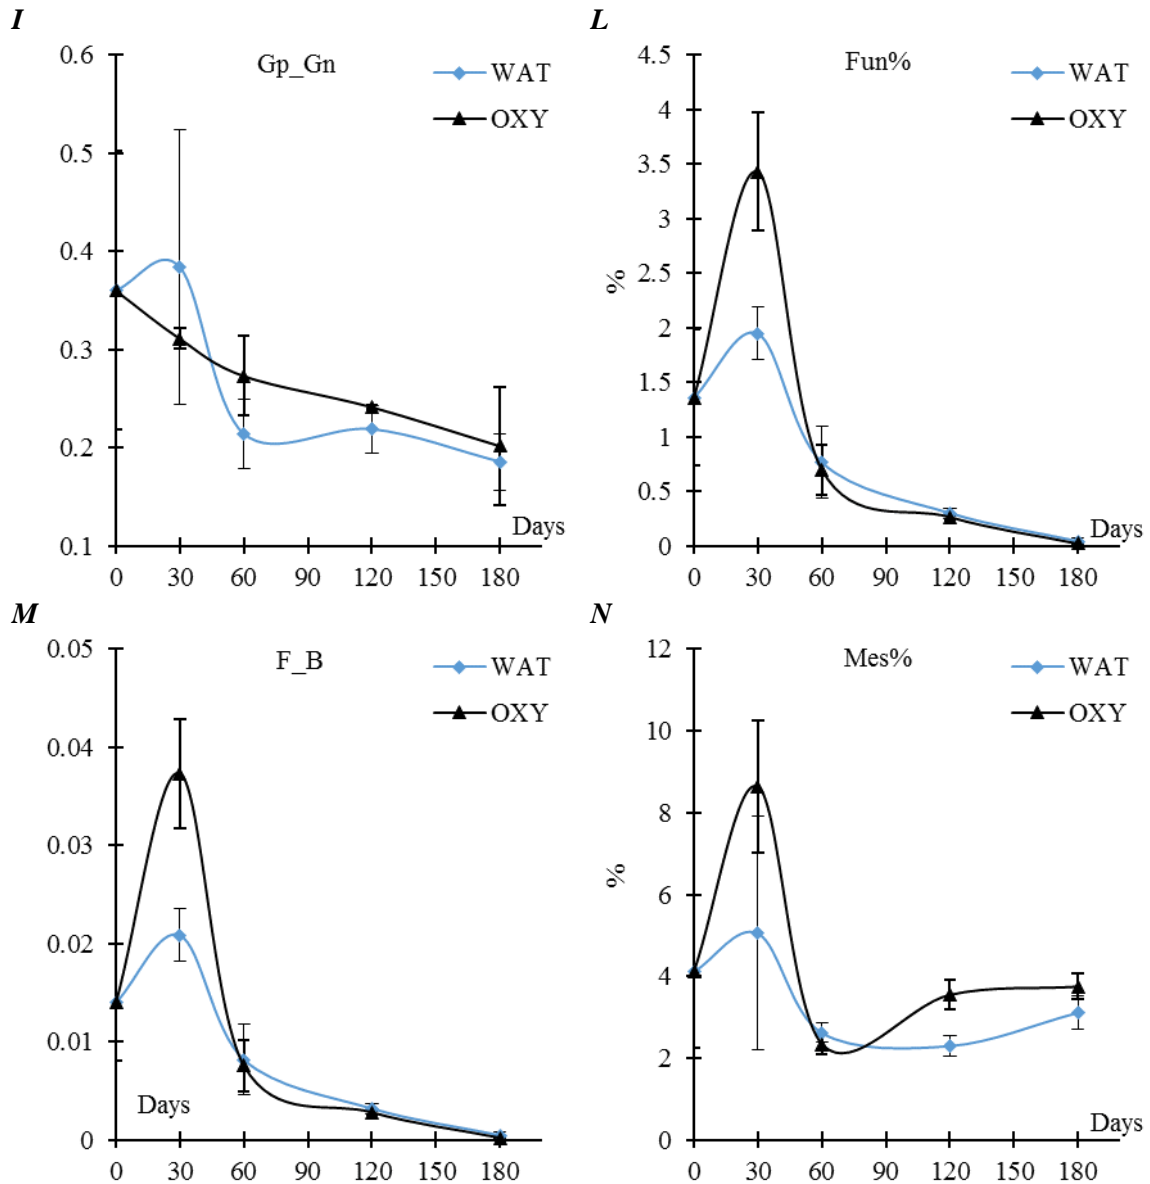 I
Gp_Gn
WAT
OXY
0.6
0.5
0.4
0.3
0.2
0.1
Days
0 30 60 90 120 150 180
L
Fun%
WAT
OXY
4.5
4
3.5
3
2.5
2
1.5
1
0.5
0
%
Days
0 30 60 90 120 150 180
M
F_B
WAT
OXY
0.05
0.04
0.03
0.02
0.01
0
Days
0 30 60 90 120 150 180
N
Mes%
WAT
OXY
12
10
8
6
4
2
0
%
Days
0 30 60 90 120 150 180